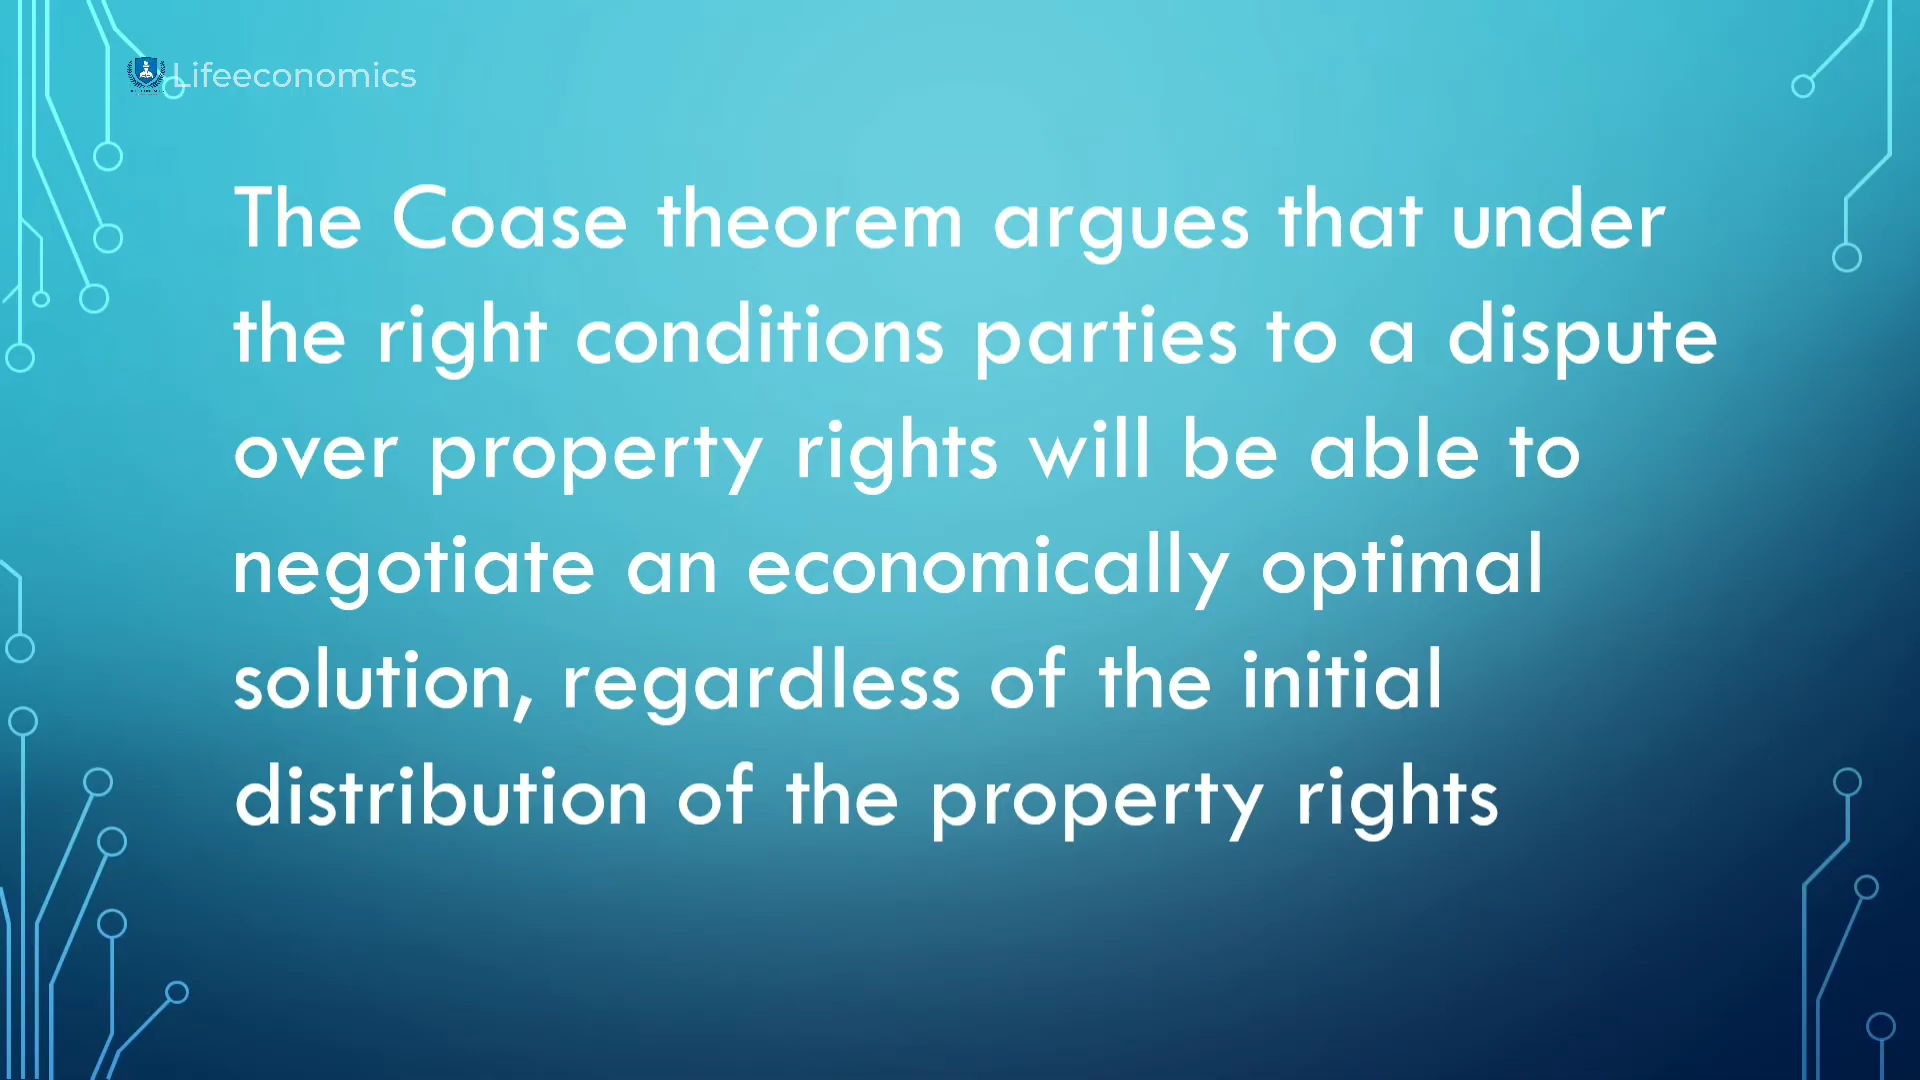 Lifeeconomics
The Coase theorem argues that under
the right conditions parties to a dispute
over property rights will be able to
negotiate an economically optimal
solution, regardless of the initial
distribution of the property rights